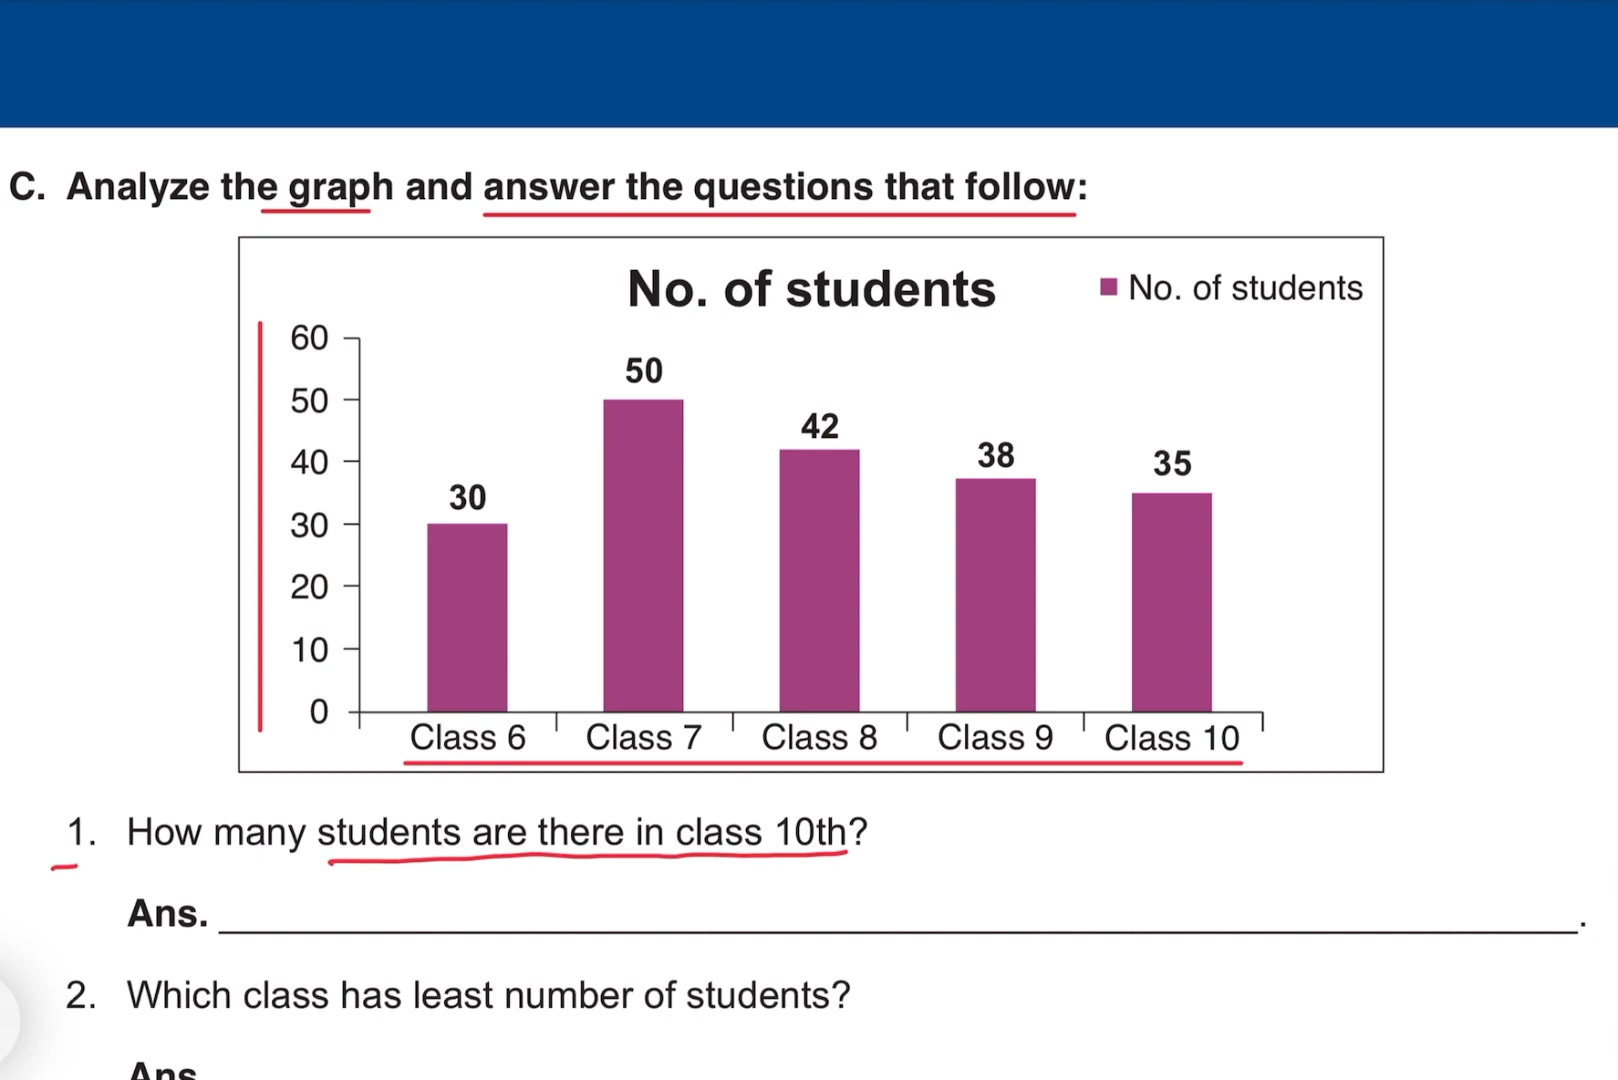 C. Analyze the graph and answer the questions that follow:
No. of students
No. of students
60
50
40
30
20
10
0
30
50
42
38
35
Class 6 Class 7 Class 8 Class 9 Class 10
1. How many students are there in class 10th?
Ans. .
2. Which class has least number of students?
Ans